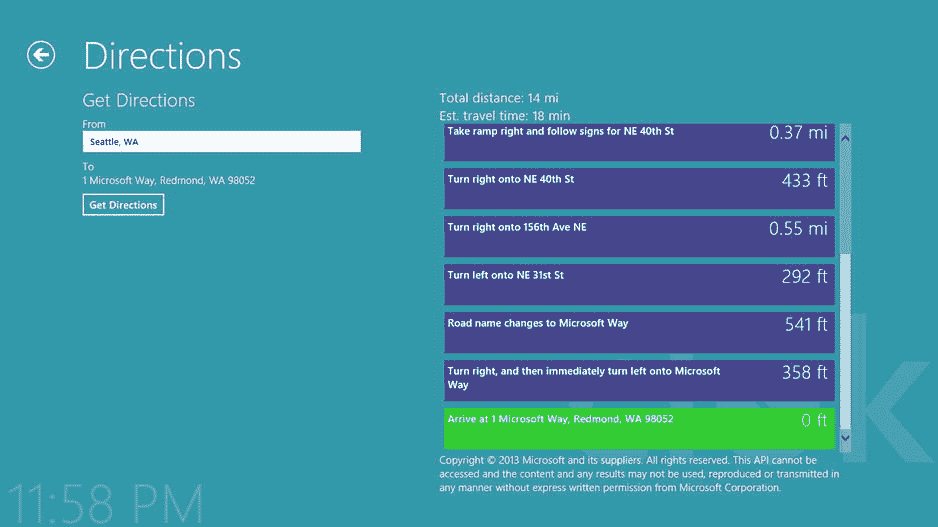 Directions
Get Directions
From
Seattle, WA
To
1 Microsoft Way, Redmond, WA 98052
Get Directions
Total distance: 14 mi
Est. travel time: 18 min
Take ramp right and follow signs for NE 40th St 0.37 mi
Turn right onto NE 40th St 433 ft
Turn right onto 156th Ave NE 0.55 mi
Turn left onto NE 31st St 292 ft
Road name changes to Microsoft Way 541 ft
Turn right, and then immediately turn left onto Microsoft 358 ft
Way
Arrive at 1 Microsoft Way, Redmond, WA 98052 0 ft
Copyright © 2013 Microsoft and its suppliers. All rights reserved. This API cannot be
accessed and the content and any results may not be used, reproduced or transmitted in
any manner without express written permission from Microsoft Corporation.
11:58 PM